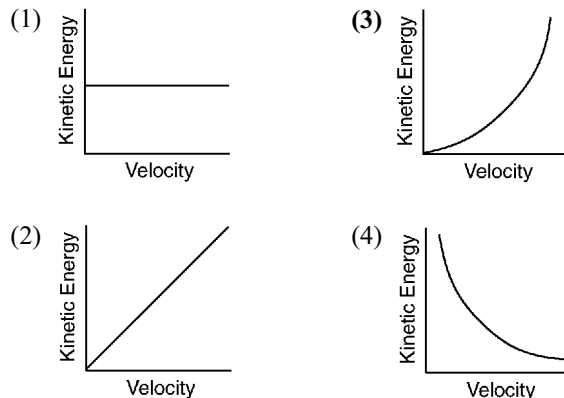 (1)
Kinetic Energy
Velocity
(3)
Kinetic Energy
Velocity
(2)
Kinetic Energy
Velocity
(4)
Kinetic Energy
Velocity